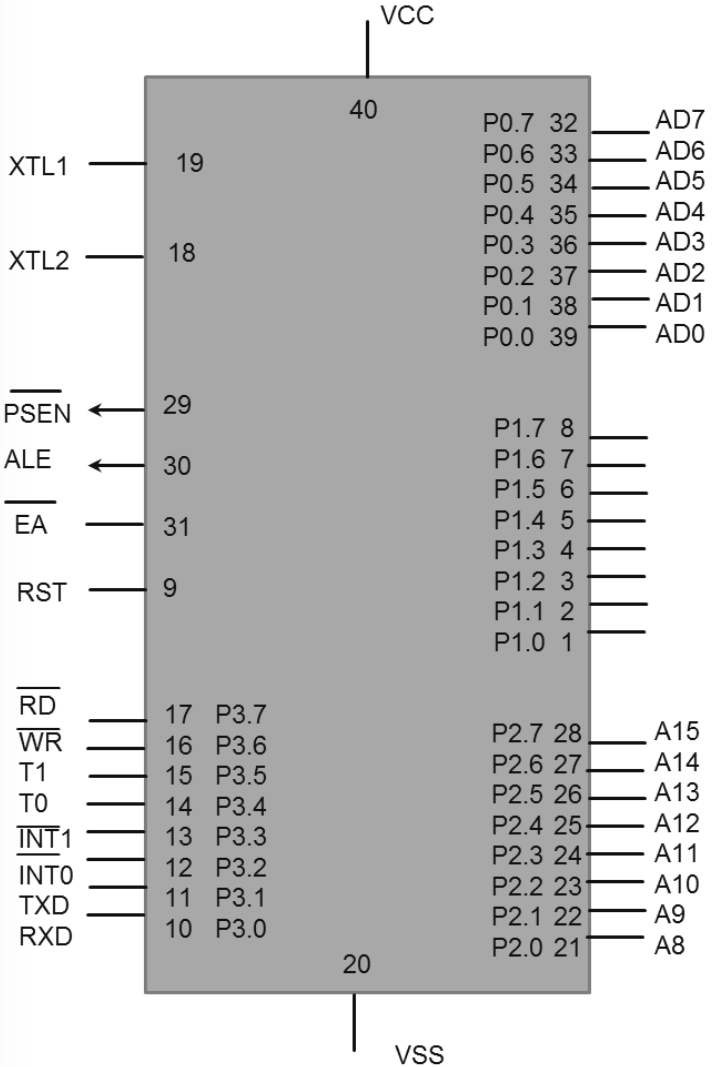 VCC
40
P0.7 32 AD7
P0.6 33 AD6
XTL1 19
P0.5 34 AD5
P0.4 35 AD4
P0.3 36 AD3
XTL2 18
P0.2 37 AD2
P0.1 38 AD1
P0.0 39 AD0
PSEN 29
P1.7 8
ALE 30
P1.6 7
P1.5 6
EA 31
P1.4 5
P1.3 4
RST 9
P1.2 3
P1.1 2
P1.0 1
RD 17 P3.7
P2.7 28 A15
WR 16 P3.6
P2.6 27 A14
T1 15 P3.5
P2.5 26 A13
T0 14 P3.4
P2.4 25 A12
INT1 13 P3.3
P2.3 24 A11
INT0 12 P3.2
P2.2 23 A10
TXD 11 P3.1
P2.1 22 A9
RXD 10 P3.0
P2.0 21 A8
20
VSS